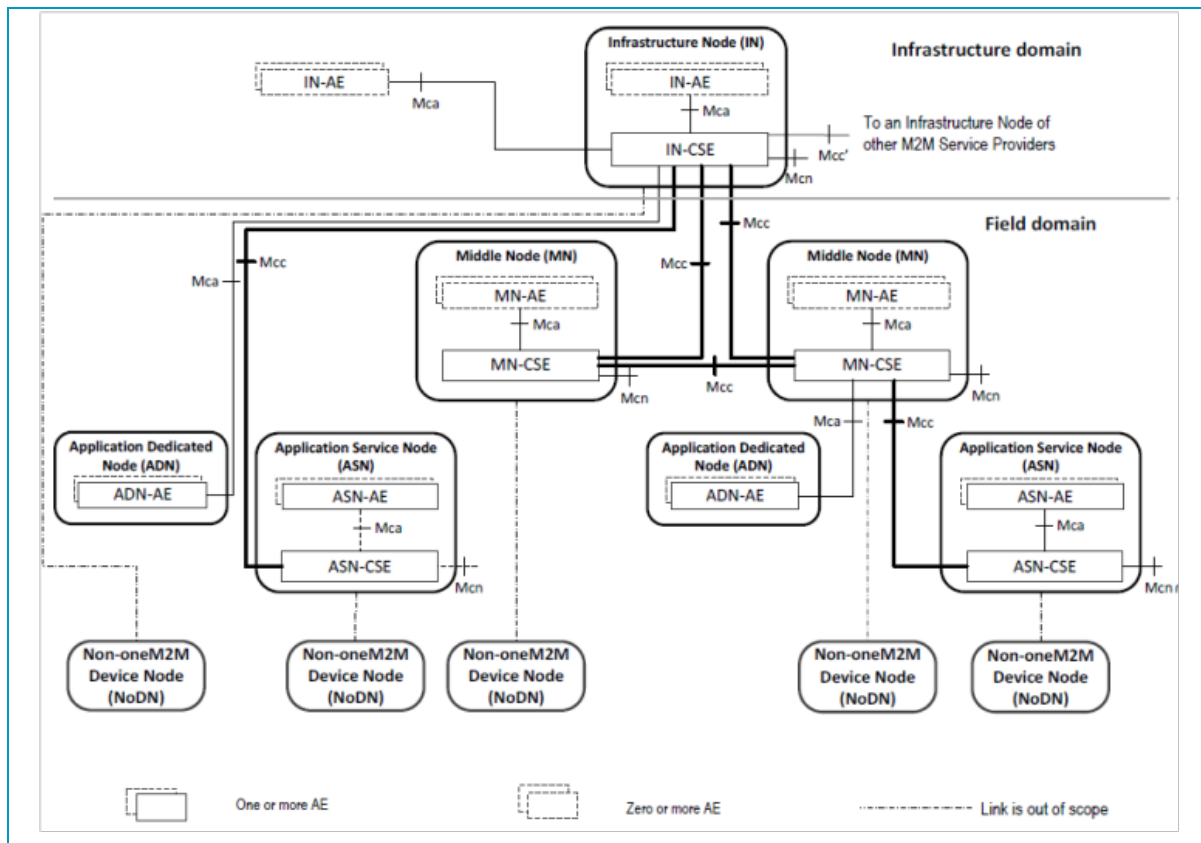 Infrastructure Node (IN)
Infrastructure domain
IN-AE
IN-AE
Mca
Mca
To an Infrastructure Node of
other M2M Service Providers
IN-CSE
Mcc'
Mcn
Field domain
Mcc
Mcc
Mcc
Mca
Middle Node (MN)
Middle Node (MN)
MN-AE
MN-AE
Mca
Mca
MN-CSE
MN-CSE
Mcn
Mcc
Mcn
Mca
Mcc
Application Dedicated
Node (ADN)
ADN-AE
Application Service Node
(ASN)
ASN-AE
Mca
ASN-CSE
Mcn
Application Dedicated
Node (ADN)
ADN-AE
Application Service Node
(ASN)
ASN-AE
Mca
ASN-CSE
Mcn
Non-oneM2M
Device Node
(NoDN)
Non-oneM2M
Device Node
(NoDN)
Non-oneM2M
Device Node
(NoDN)
Non-oneM2M
Device Node
(NoDN)
Non-oneM2M
Device Node
(NoDN)
One or more AE
Zero or more AE
Link is out of scope